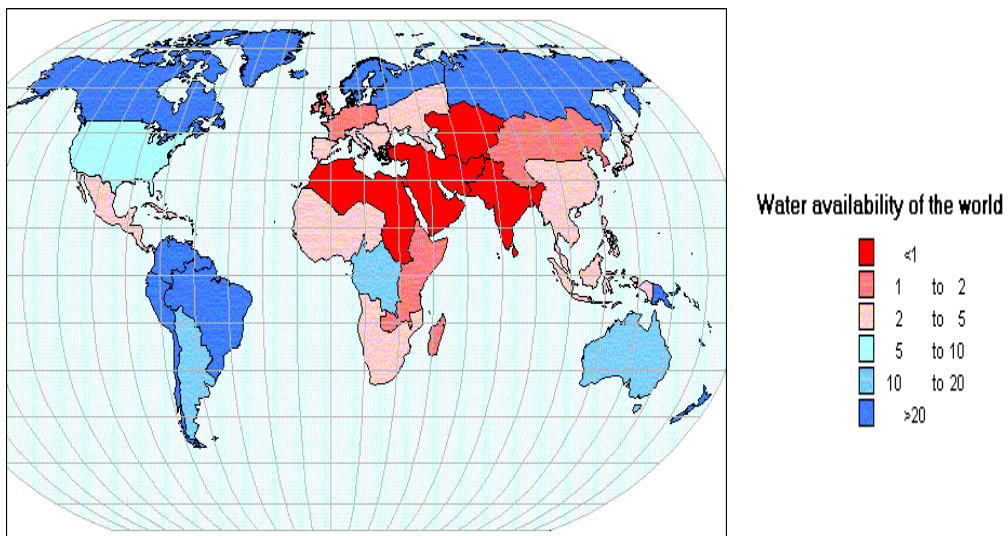 Water availability of the world
<1
1 to 2
2 to 5
5 to 10
10 to 20
>20